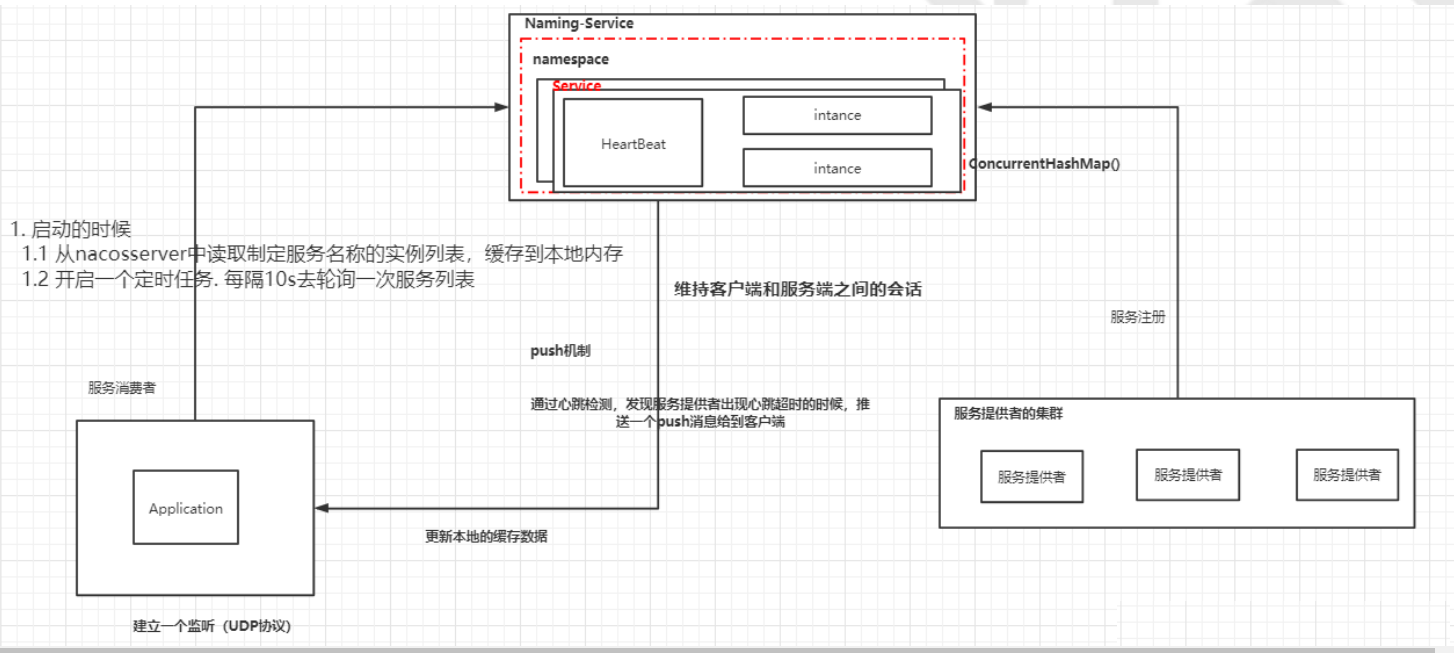 Naming-Service
namespace
Service
HeartBeat
intance
intance
ConcurrentHashMap()
1. 启动的时候
1.1 从nacosserver中读取制定服务名称的实例列表，缓存到本地内存
1.2 开启一个定时任务. 每隔10s去轮询一次服务列表
维持客户端和服务端之间的会话
服务注册
push机制
服务消费者
通过心跳检测，发现服务提供者出现心跳超时的时候，推
送一个push消息给到客户端
服务提供者的集群
服务提供者
服务提供者
服务提供者
Application
更新本地的缓存数据
建立一个监听（UDP协议）